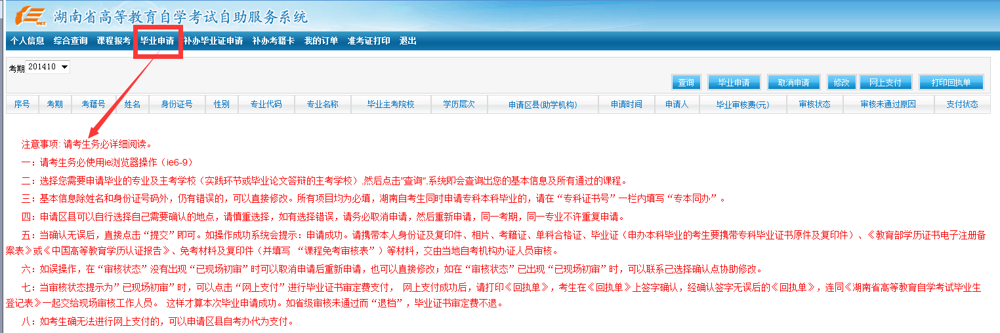 HNEE 湖南省高等教育自学考试自助服务系统
个人信息 综合查询 课程报考 毕业申请 补办毕业证申请 补办考籍卡 我的订单 准考证打印 退出
考期 201410
查询 毕业申请 取消申请 修改 网上支付 打印回执单
序号 考期 考籍号 姓名 身份证号 性别 专业代码 专业名称 毕业主考院校 学历层次 申请区县(助学机构) 申请时间 申请人 毕业审核费(元) 审核状态 审核未通过原因 支付状态
注意事项: 请考生务必详细阅读。
一：请考生务必使用ie浏览器操作（ie6-9）
二：选择您需要申请毕业的专业及主考学校（实践环节或毕业论文答辩的主考学校）,然后点击"查询",系统即会查询出您的基本信息及所有通过的课程。
三：基本信息除姓名和身份证号码外，仍有错误的，可以直接修改。所有项目均为必填，湖南自考生同时申请专科本科毕业的，请在“专科证书号”一栏内填写“专本同办”。
四：申请区县可以自行选择自己需要确认的地点，请慎重选择，如有选择错误，请务必取消申请，然后重新申请，同一考期，同一专业不许重复申请。
五：当确认无误后，直接点击“提交”即可。如操作成功系统会提示：申请成功。请携带本人身份证及复印件、相片、考籍证、单科合格证、毕业证（申办本科毕业的考生要携带专科毕业证书原件及复印件）、《教育部学历证书电子注册备
案表》或《中国高等教育学历认证报告》、免考材料及复印件（并填写 “课程免考审核表”）等材料，交由当地自考机构办证人员审核。
六：如误操作，在“审核状态”没有出现“已现场初审”时可以取消申请后重新申请，也可以直接修改；如在“审核状态”已出现“已现场初审”时，可以联系己选择确认点协助修改。
七：当审核状态提示为”已现场初审”时，可以点击“网上支付”进行毕业证书审定费支付， 网上支付成功后，请打印《回执单》，考生在《回执单》上签字确认，经确认签字无误后的《回执单》，连同《湖南省高等教育自学考试毕业生
登记表》一起交给现场审核工作人员。 这样才算本次毕业申请成功。如省级审核未通过而“退档”，毕业证书审定费不退。
八：如考生确无法进行网上支付的，可以申请区县自考办代为支付。